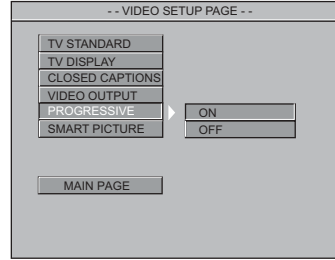 - - VIDEO SETUP PAGE - -
TV STANDARD
TV DISPLAY
CLOSED CAPTIONS
VIDEO OUTPUT
PROGRESSIVE
ON
SMART PICTURE
OFF
MAIN PAGE